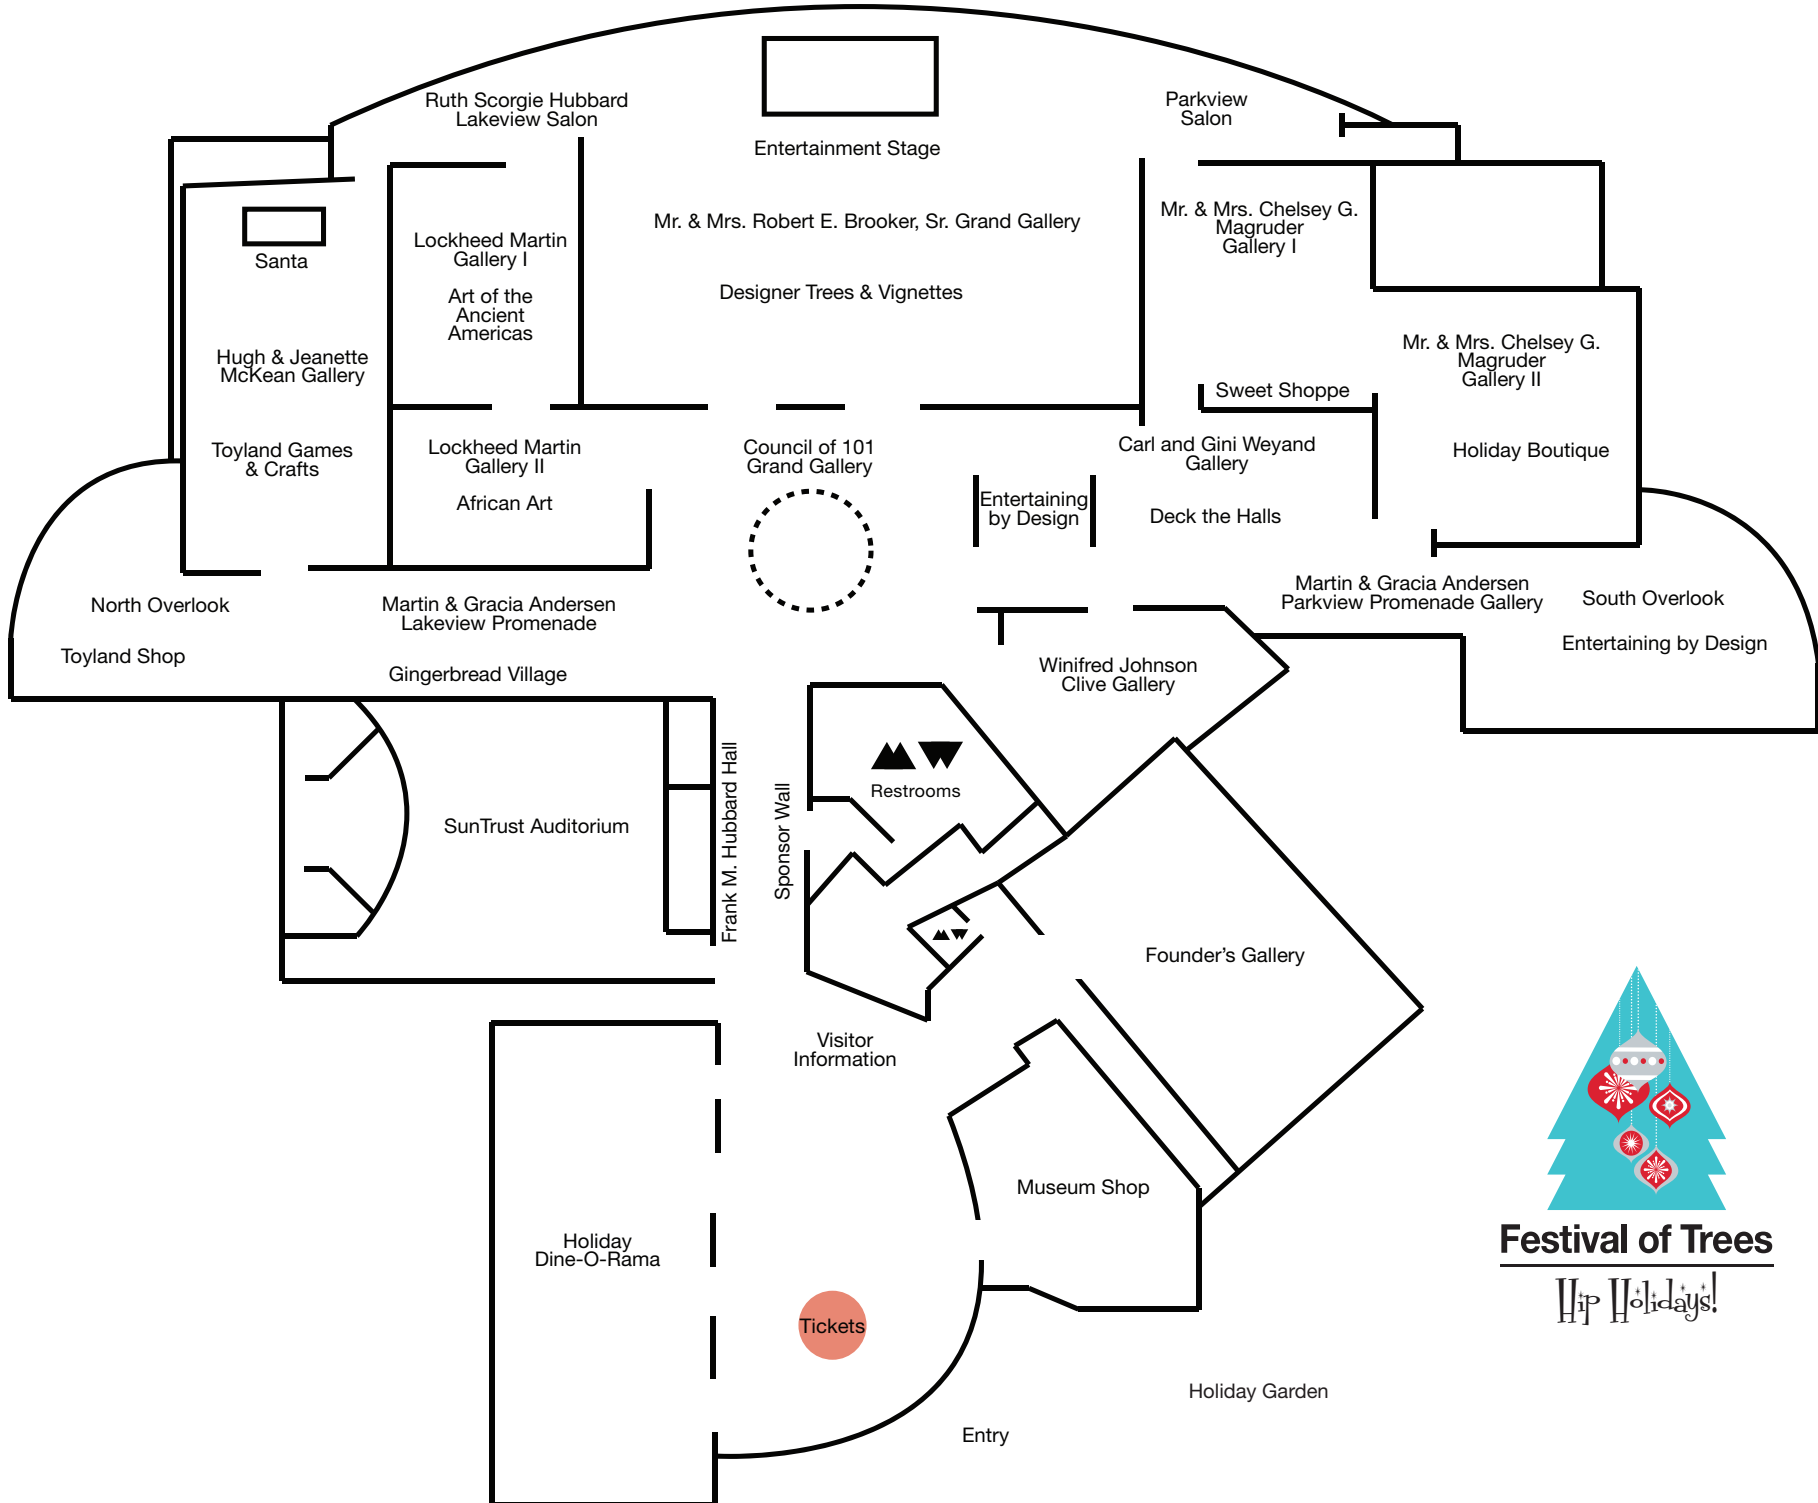 Ruth Scorgie Hubbard
Lakeview Salon
Parkview
Salon
Entertainment Stage
Mr. & Mrs. Robert E. Brooker, Sr. Grand Gallery
Mr. & Mrs. Chelsey G.
Magruder
Gallery I
Lockheed Martin
Gallery I
Santa
Art of the
Ancient
Americas
Designer Trees & Vignettes
Hugh & Jeanette
McKean Gallery
Mr. & Mrs. Chelsey G.
Magruder
Gallery II
Sweet Shoppe
Toyland Games
& Crafts
Lockheed Martin
Gallery II
Council of 101
Grand Gallery
Carl and Gini Weyand
Gallery
Holiday Boutique
African Art
Entertaining
by Design
Deck the Halls
North Overlook
Martin & Gracia Andersen
Lakeview Promenade
Martin & Gracia Andersen
Parkview Promenade Gallery
South Overlook
Toyland Shop
Gingerbread Village
Winifred Johnson
Clive Gallery
Entertaining by Design
Restrooms
SunTrust Auditorium
Frank M. Hubbard Hall
Sponsor Wall
Founder's Gallery
Visitor
Information
Museum Shop
Holiday
Dine-O-Rama
Tickets
Holiday Garden
Entry
Festival of Trees
Hip Holidays!